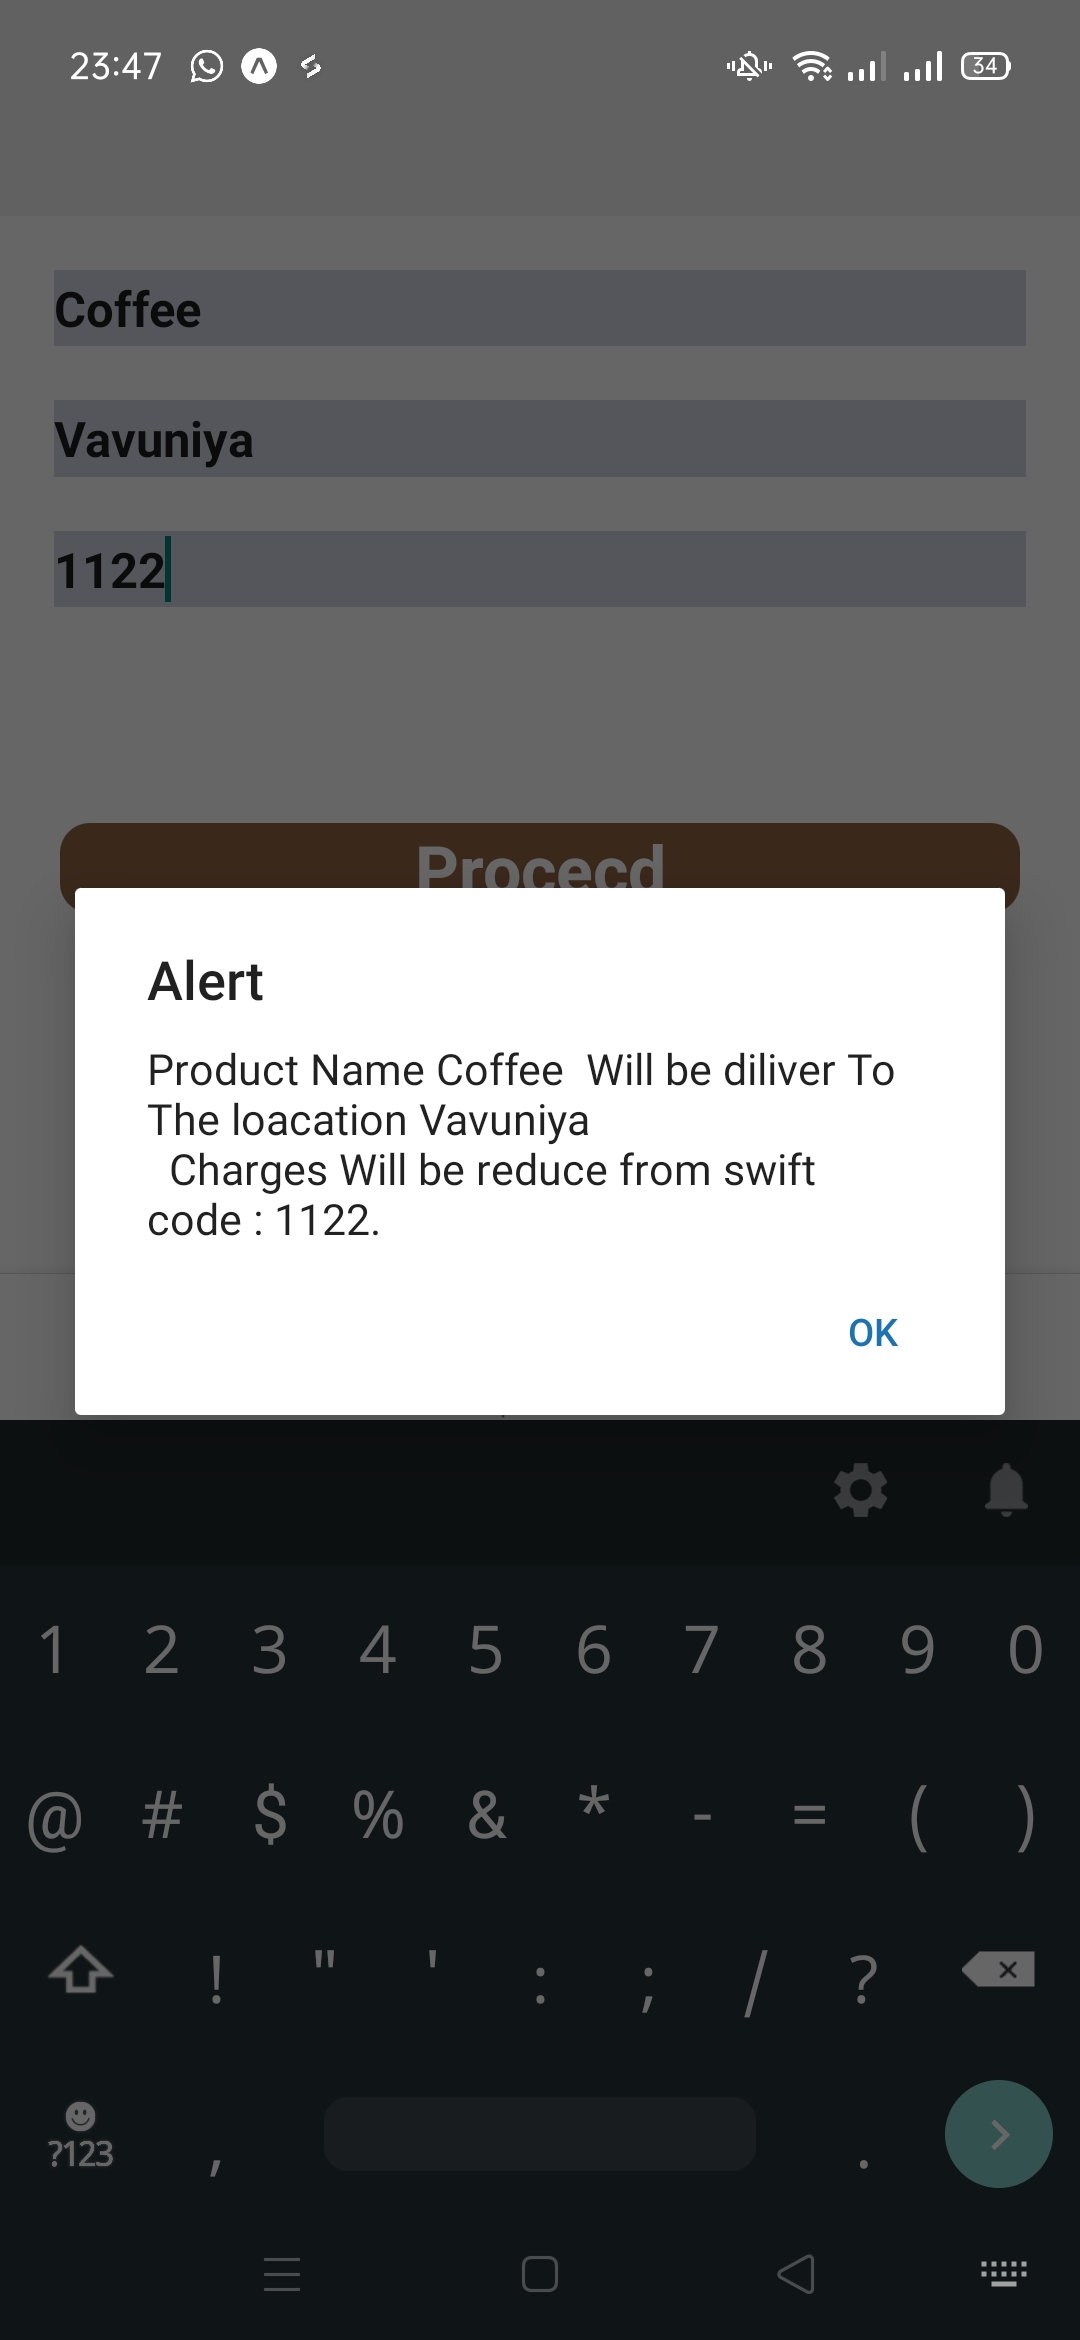 23:47
34
Coffee
Vavuniya
1122
Procecd
Alert
Product Name Coffee  Will be diliver To
The loacation Vavuniya
Charges Will be reduce from swift
code : 1122.
OK
1 2 3 4 5 6 7 8 9 0
@ # $ % & * - = ( )
! " ' : ; / ?
?123 , .